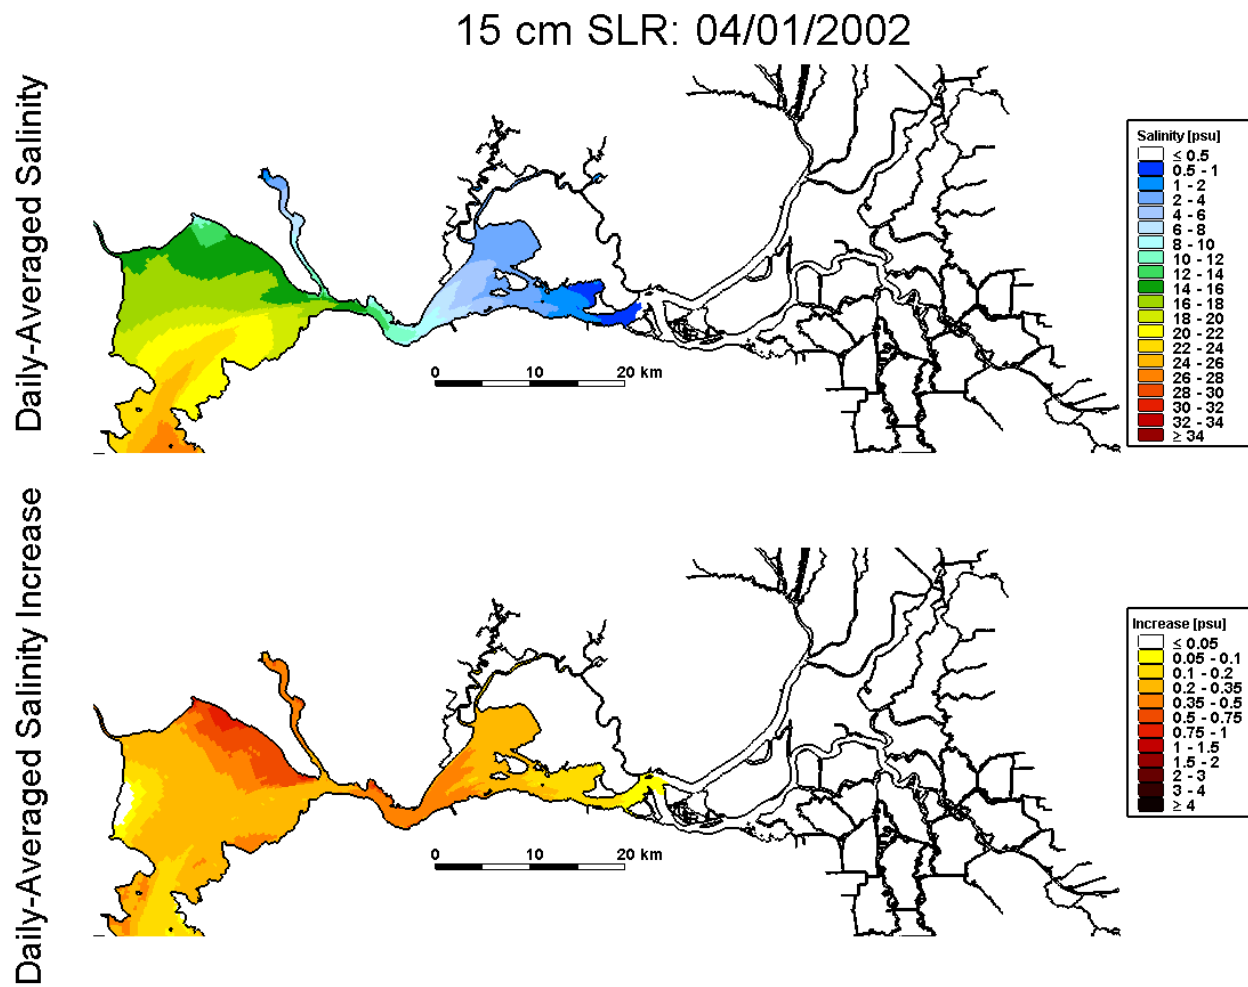 15 cm SLR: 04/01/2002
Daily-Averaged Salinity
Salinity [psu]
≤ 0.5
0.5 - 1
1 - 2
2 - 4
4 - 6
6 - 8
8 - 10
10 - 12
12 - 14
14 - 16
16 - 18
18 - 20
20 - 22
22 - 24
24 - 26
26 - 28
28 - 30
30 - 32
32 - 34
≥ 34
0 10 20 km
Daily-Averaged Salinity Increase
Increase [psu]
≤ 0.05
0.05 - 0.1
0.1 - 0.2
0.2 - 0.35
0.35 - 0.5
0.5 - 0.75
0.75 - 1
1 - 1.5
1.5 - 2
2 - 3
3 - 4
≥ 4
0 10 20 km